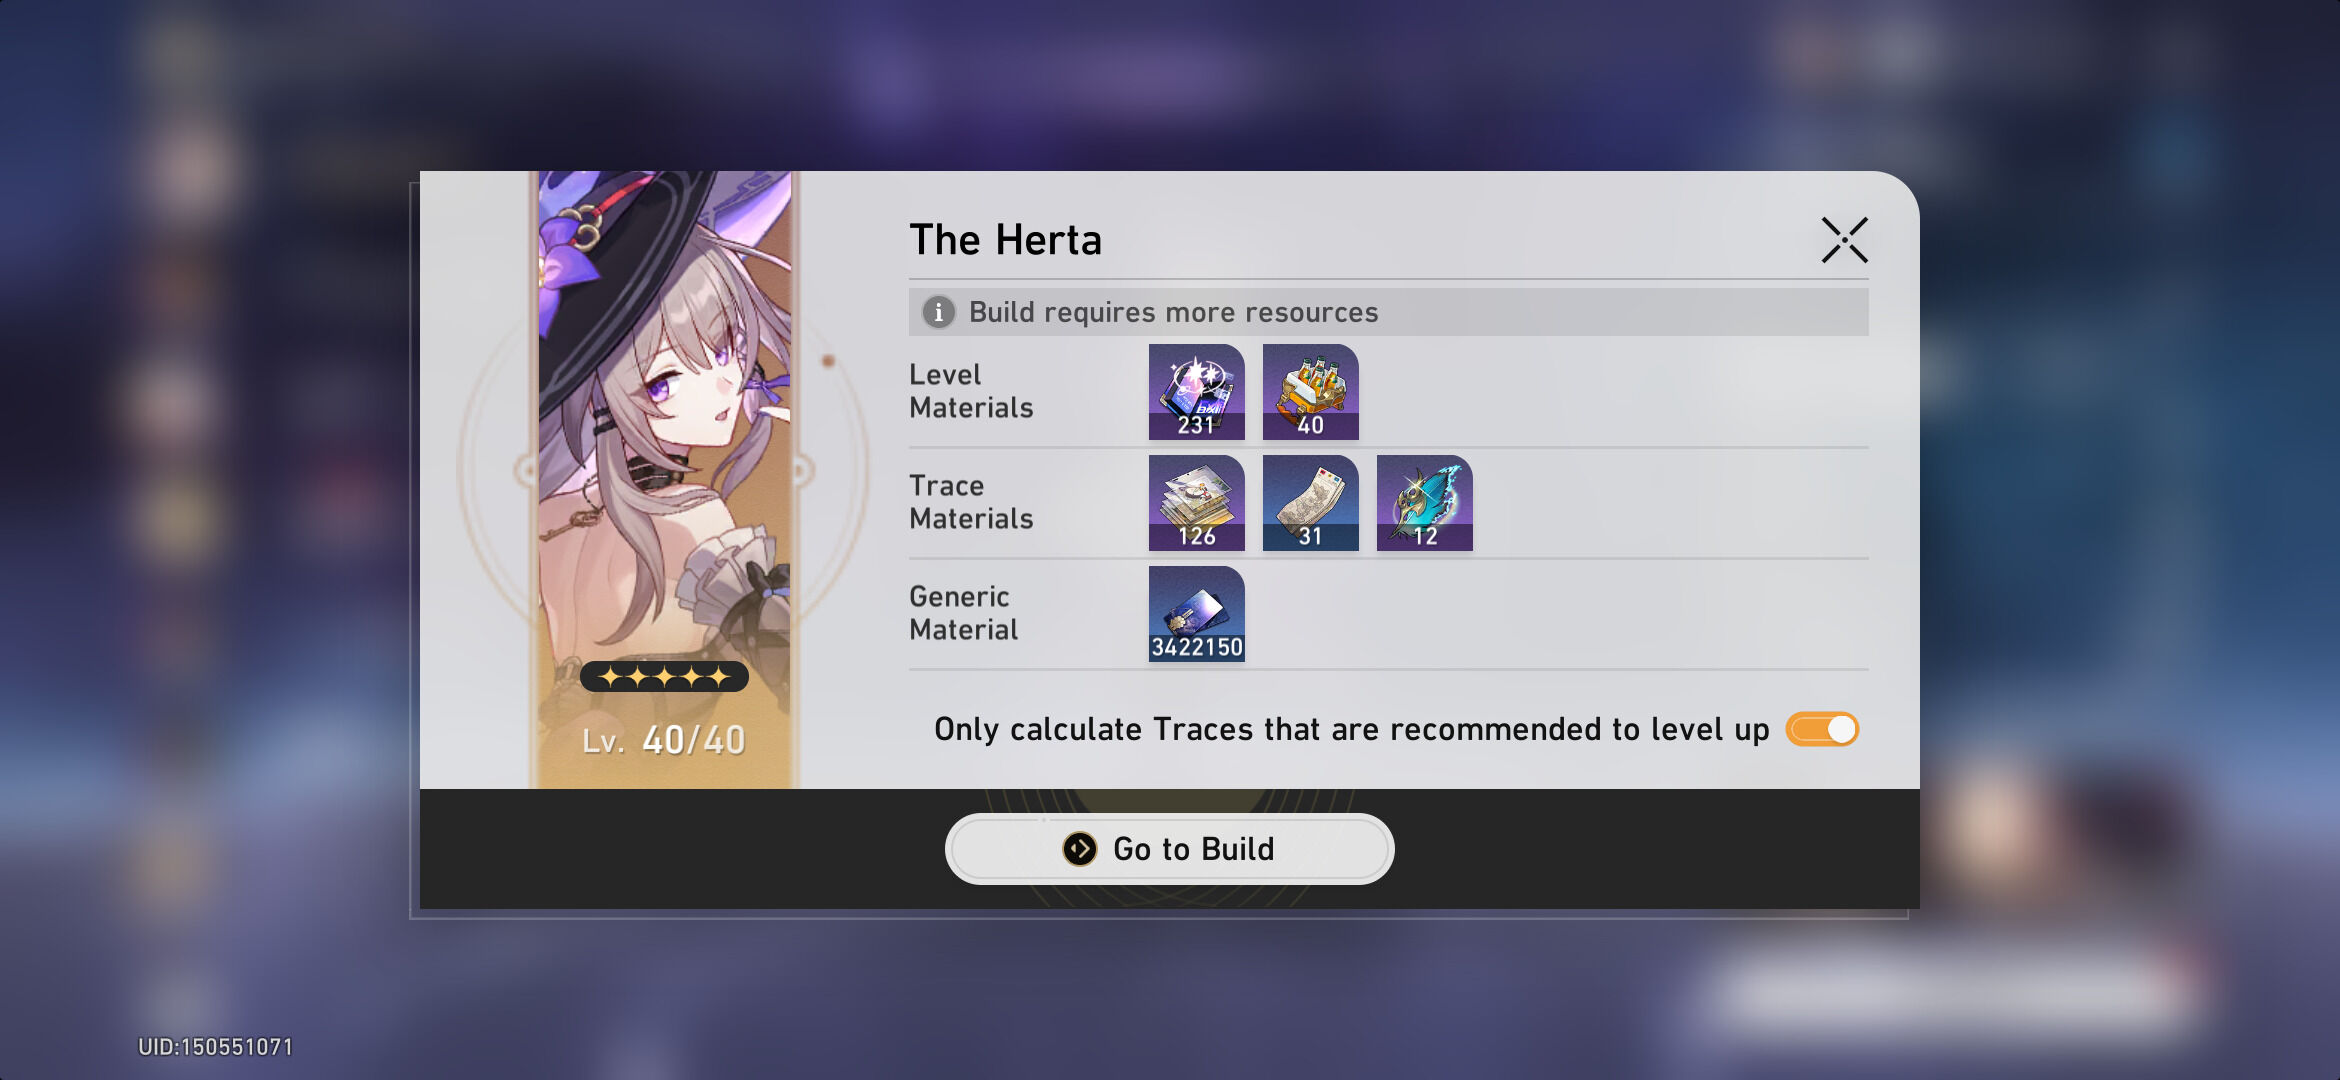 The Herta
Build requires more resources
Level
Materials
231
40
Trace
Materials
126
31
12
Generic
Material
3422150
Only calculate Traces that are recommended to level up
Lv. 40/40
Go to Build
UID:150551071